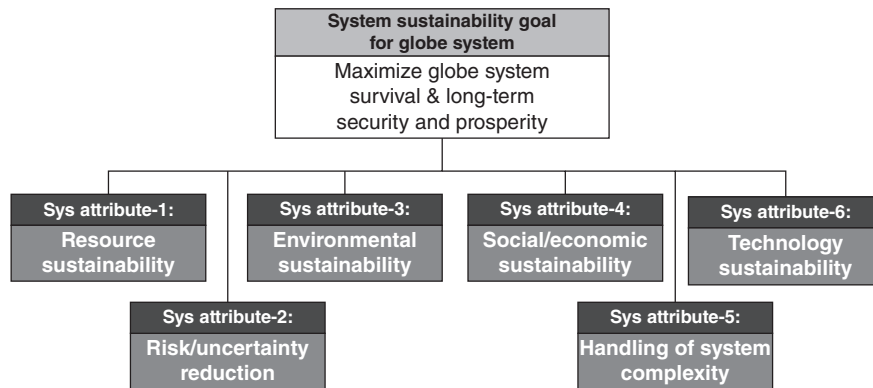 System sustainability goal
for globe system
Maximize globe system
survival & long-term
security and prosperity
Sys attribute-1:
Resource
sustainability
Sys attribute-3:
Environmental
sustainability
Sys attribute-4:
Social/economic
sustainability
Sys attribute-6:
Technology
sustainability
Sys attribute-2:
Risk/uncertainty
reduction
Sys attribute-5:
Handling of system
complexity